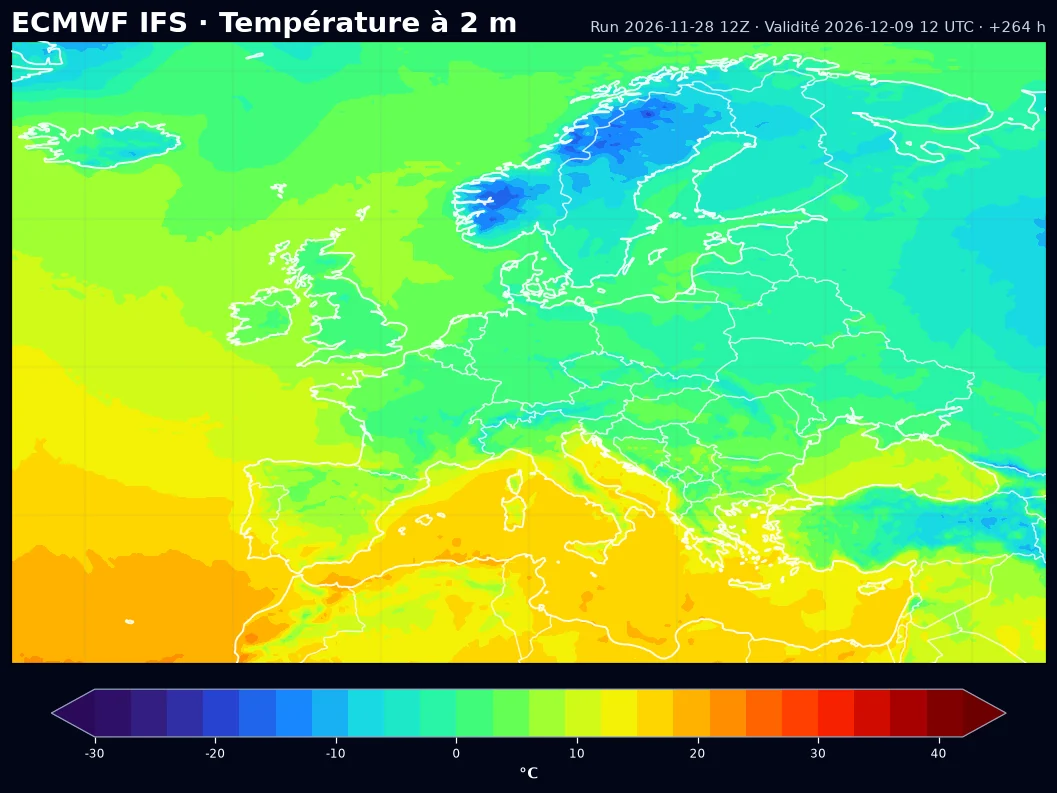 ECMWF IFS · Température à 2 m
Run 2026-11-28 12Z · Validité 2026-12-09 12 UTC · +264 h
-30 -20 -10 0 10 20 30 40
°C